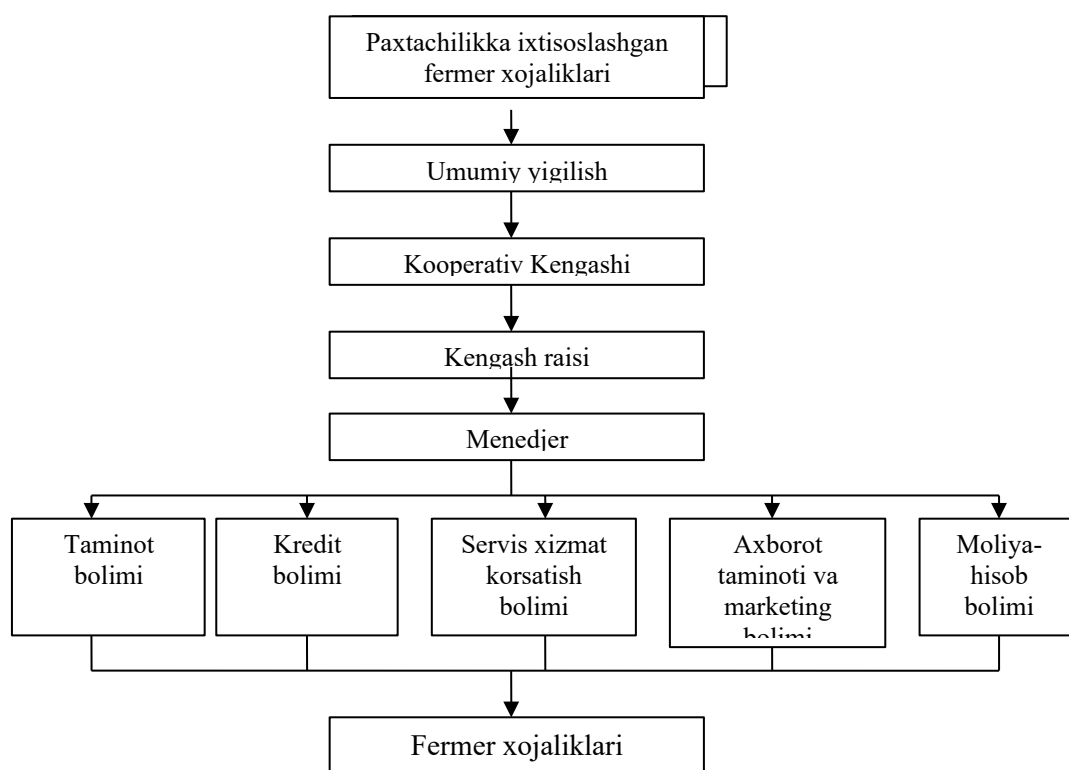 Paxtachilikka ixtisoslashgan
fermer xojaliklari
Umumiy yigilish
Kooperativ Kengashi
Kengash raisi
Menedjer
Taminot
bolimi
Kredit
bolimi
Servis xizmat
korsatish
bolimi
Axborot
taminoti va
marketing
bolimi
Moliya-
hisob
bolimi
Fermer xojaliklari